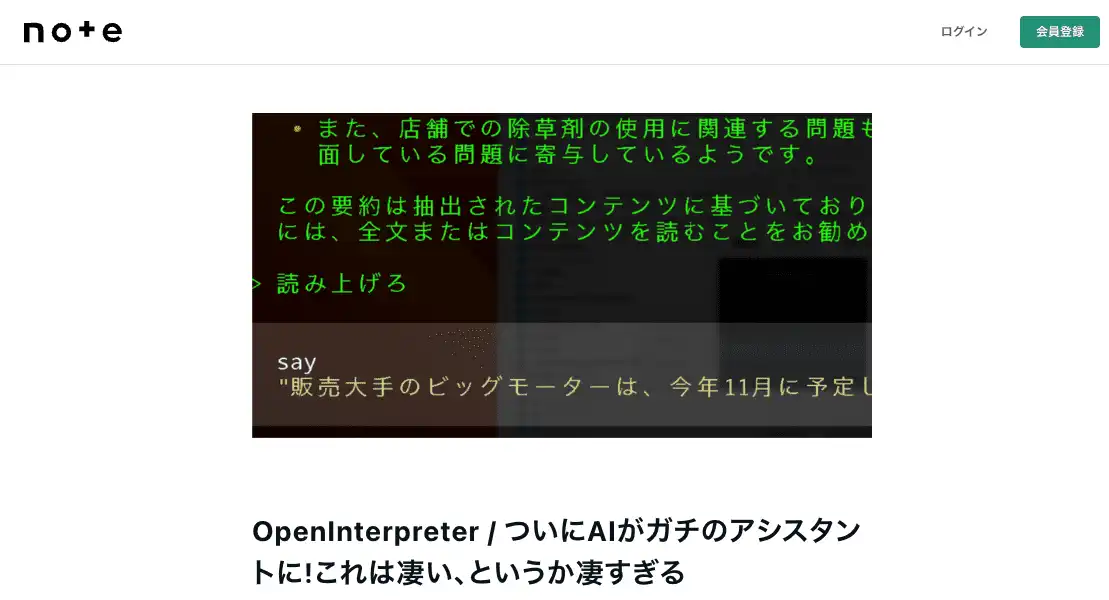 note
ログイン
会員登録
• また、店舗での除草剤の使用に関連する問題も
面している問題に寄与しているようです。
この要約は抽出されたコンテンツに基づいており
には、全文またはコンテンツを読むことをお勧め
> 読み上げろ
say
"販売大手のビッグモーターは、今年11月に予定し
OpenInterpreter / ついにAIがガチのアシスタン
トに!これは凄い、というか凄すぎる